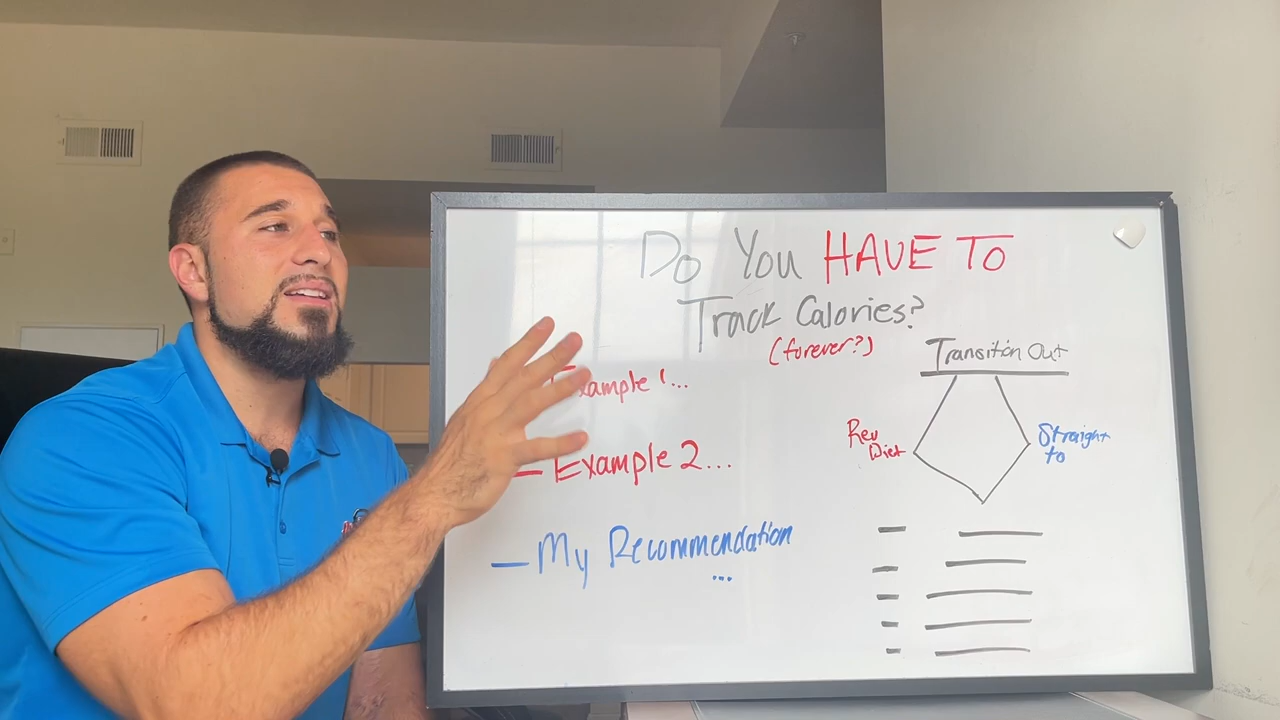 Do You HAVE TO
Track Calories?
(forever?)
Example 1...
– Example 2...
– My Recommendation
...
Transition Out
Rev
Diet
Straight
to